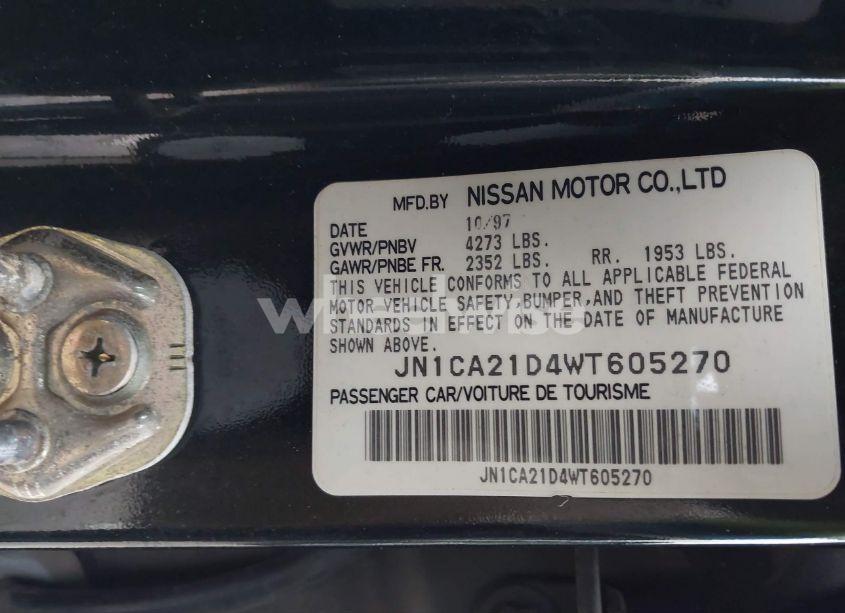 MFD.BY NISSAN MOTOR CO.,LTD
DATE 10/97
GVWR/PNBV 4273 LBS.
GAWR/PNBE FR. 2352 LBS. RR. 1953 LBS.
THIS VEHICLE CONFORMS TO ALL APPLICABLE FEDERAL
MOTOR VEHICLE SAFETY,BUMPER,AND THEFT PREVENTION
STANDARDS IN EFFECT ON THE DATE OF MANUFACTURE
SHOWN ABOVE.
JN1CA21D4WT605270
PASSENGER CAR/VOITURE DE TOURISME
JN1CA21D4WT605270